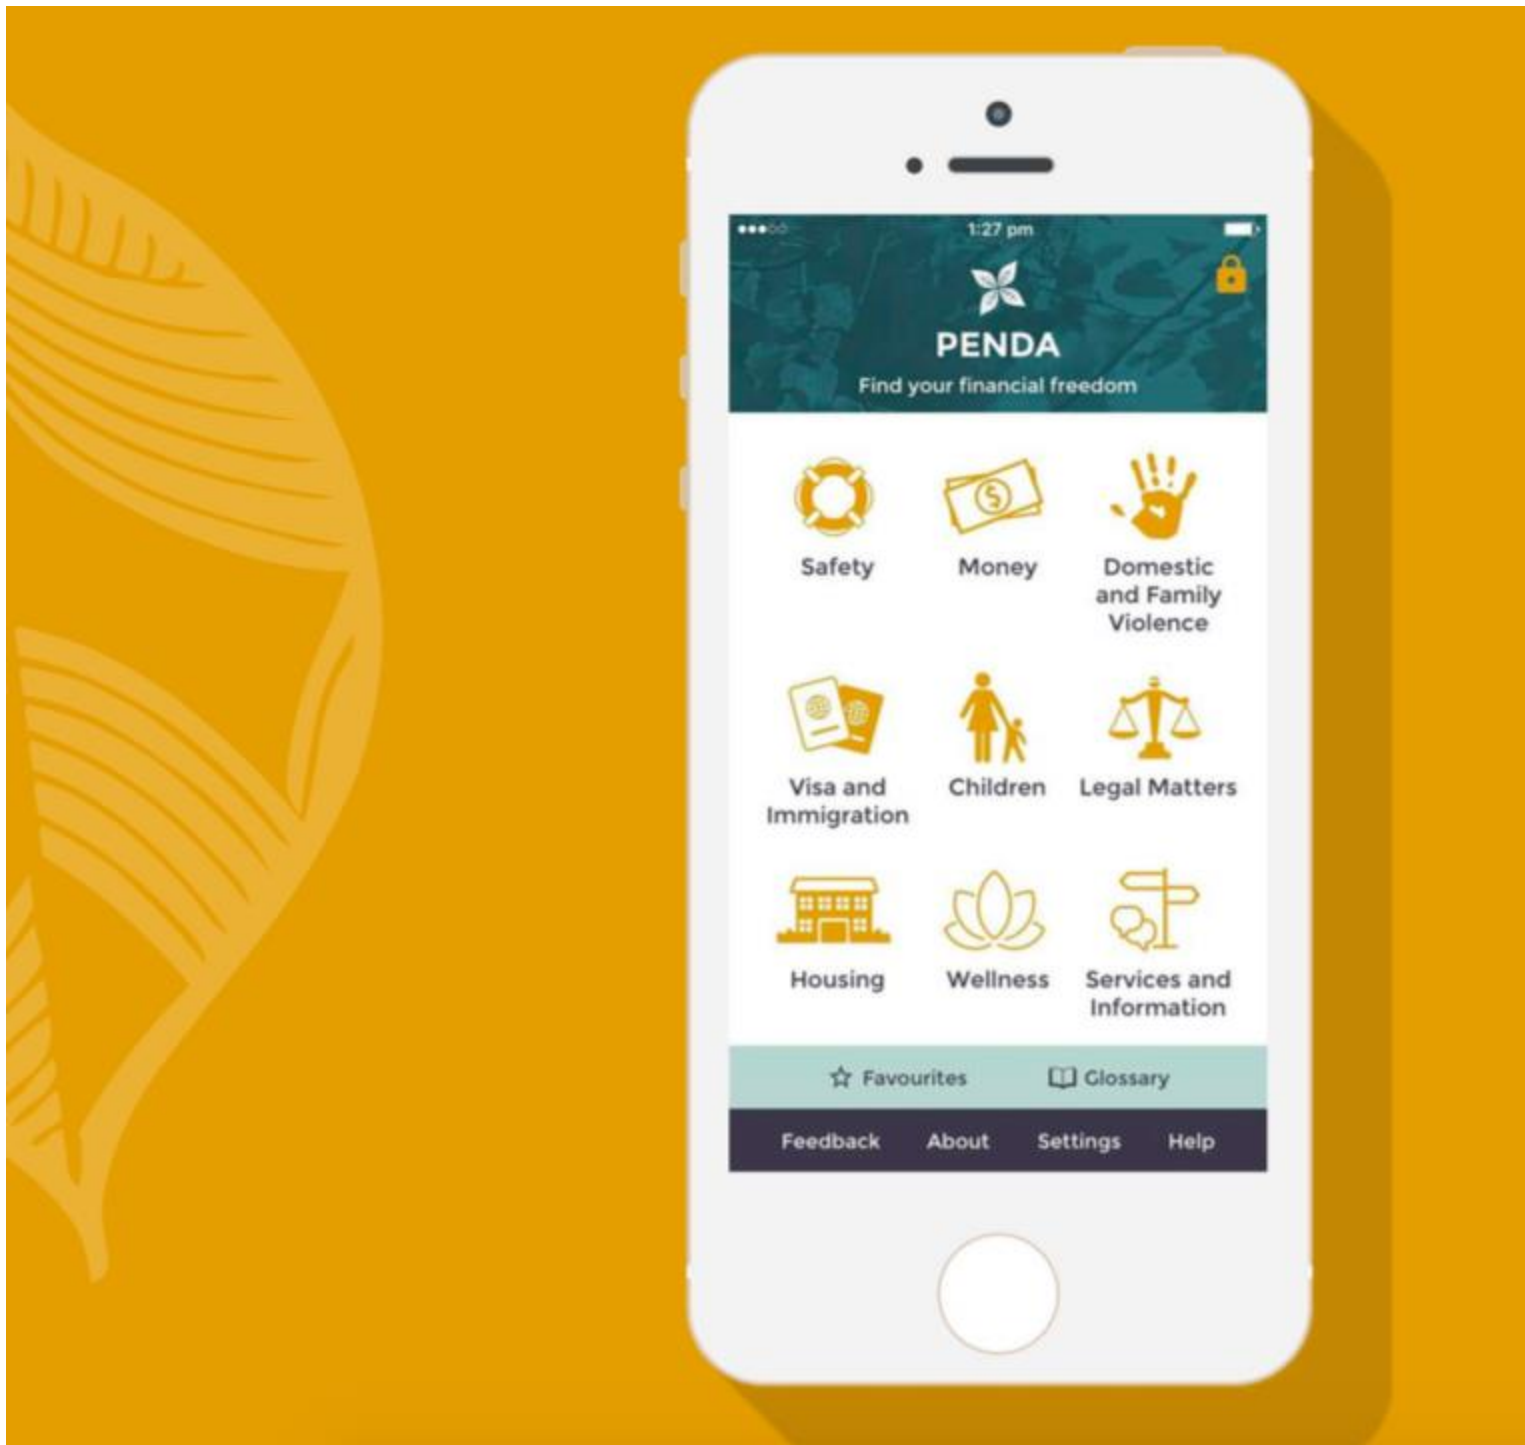 1:27 pm
PENDA
Find your financial freedom
Safety
Money
Domestic
and Family
Violence
Visa and
Immigration
Children
Legal Matters
Housing
Wellness
Services and
Information
Favourites
Glossary
Feedback
About
Settings
Help